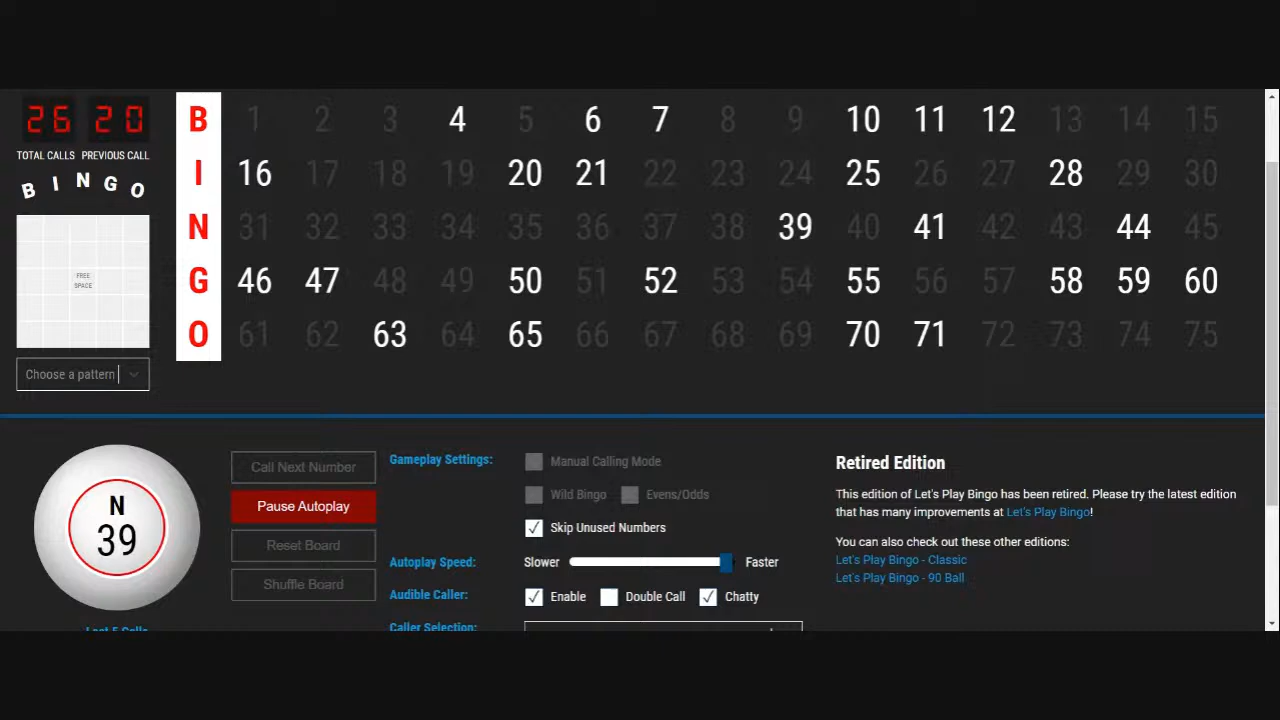 26 20
TOTAL CALLS PREVIOUS CALL
B I N G O
FREE
SPACE
Choose a pattern
B 1 2 3 4 5 6 7 8 9 10 11 12 13 14 15
I 16 17 18 19 20 21 22 23 24 25 26 27 28 29 30
N 31 32 33 34 35 36 37 38 39 40 41 42 43 44 45
G 46 47 48 49 50 51 52 53 54 55 56 57 58 59 60
O 61 62 63 64 65 66 67 68 69 70 71 72 73 74 75
N
39
Last 5 Calls
Call Next Number
Pause Autoplay
Reset Board
Shuffle Board
Gameplay Settings:
Manual Calling Mode
Wild Bingo Evens/Odds
Skip Unused Numbers
Autoplay Speed: Slower Faster
Audible Caller: Enable Double Call Chatty
Caller Selection:
Retired Edition
This edition of Let's Play Bingo has been retired. Please try the latest edition
that has many improvements at Let's Play Bingo!
You can also check out these other editions:
Let's Play Bingo - Classic
Let's Play Bingo - 90 Ball